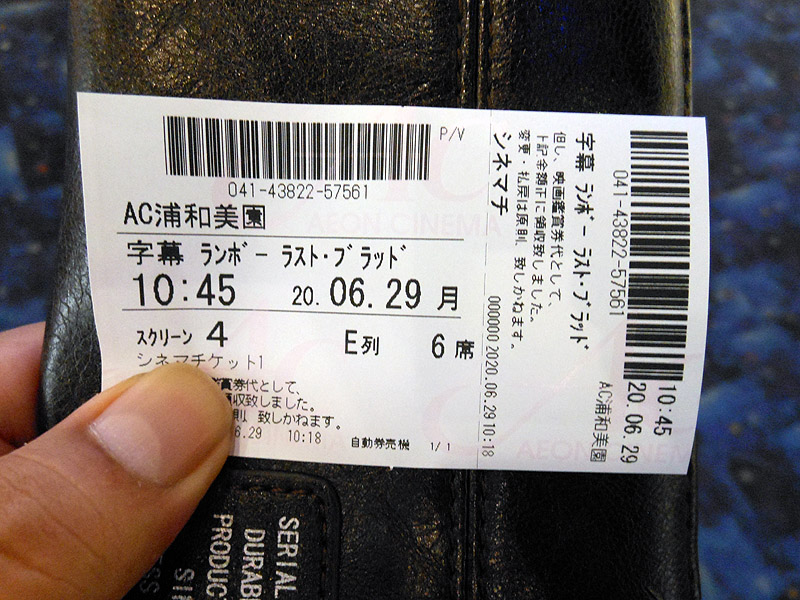 P/V
041-43822-57561
AC浦和美園
字幕 ランボー ラスト・ブラッド
10:45 20.06.29 月
スクリーン 4 E列 6席
シネマチケット1
鑑賞券代として、
領収致しました。
原則、致しかねます。
6.29 10:18 自動券売機 1/1
AEON CINEMA
041-43822-57561
10:45
20.06.29
AC浦和美園
字幕 ランボー ラスト・ブラッド
但し、映画鑑賞券代として、
上記金額正に領収致しました。
変更・払戻は原則、致しかねます。
シネマチ
000000 2020.06.29 10:18
AEON CINEM
SERIAL
DURAB
PRODUC